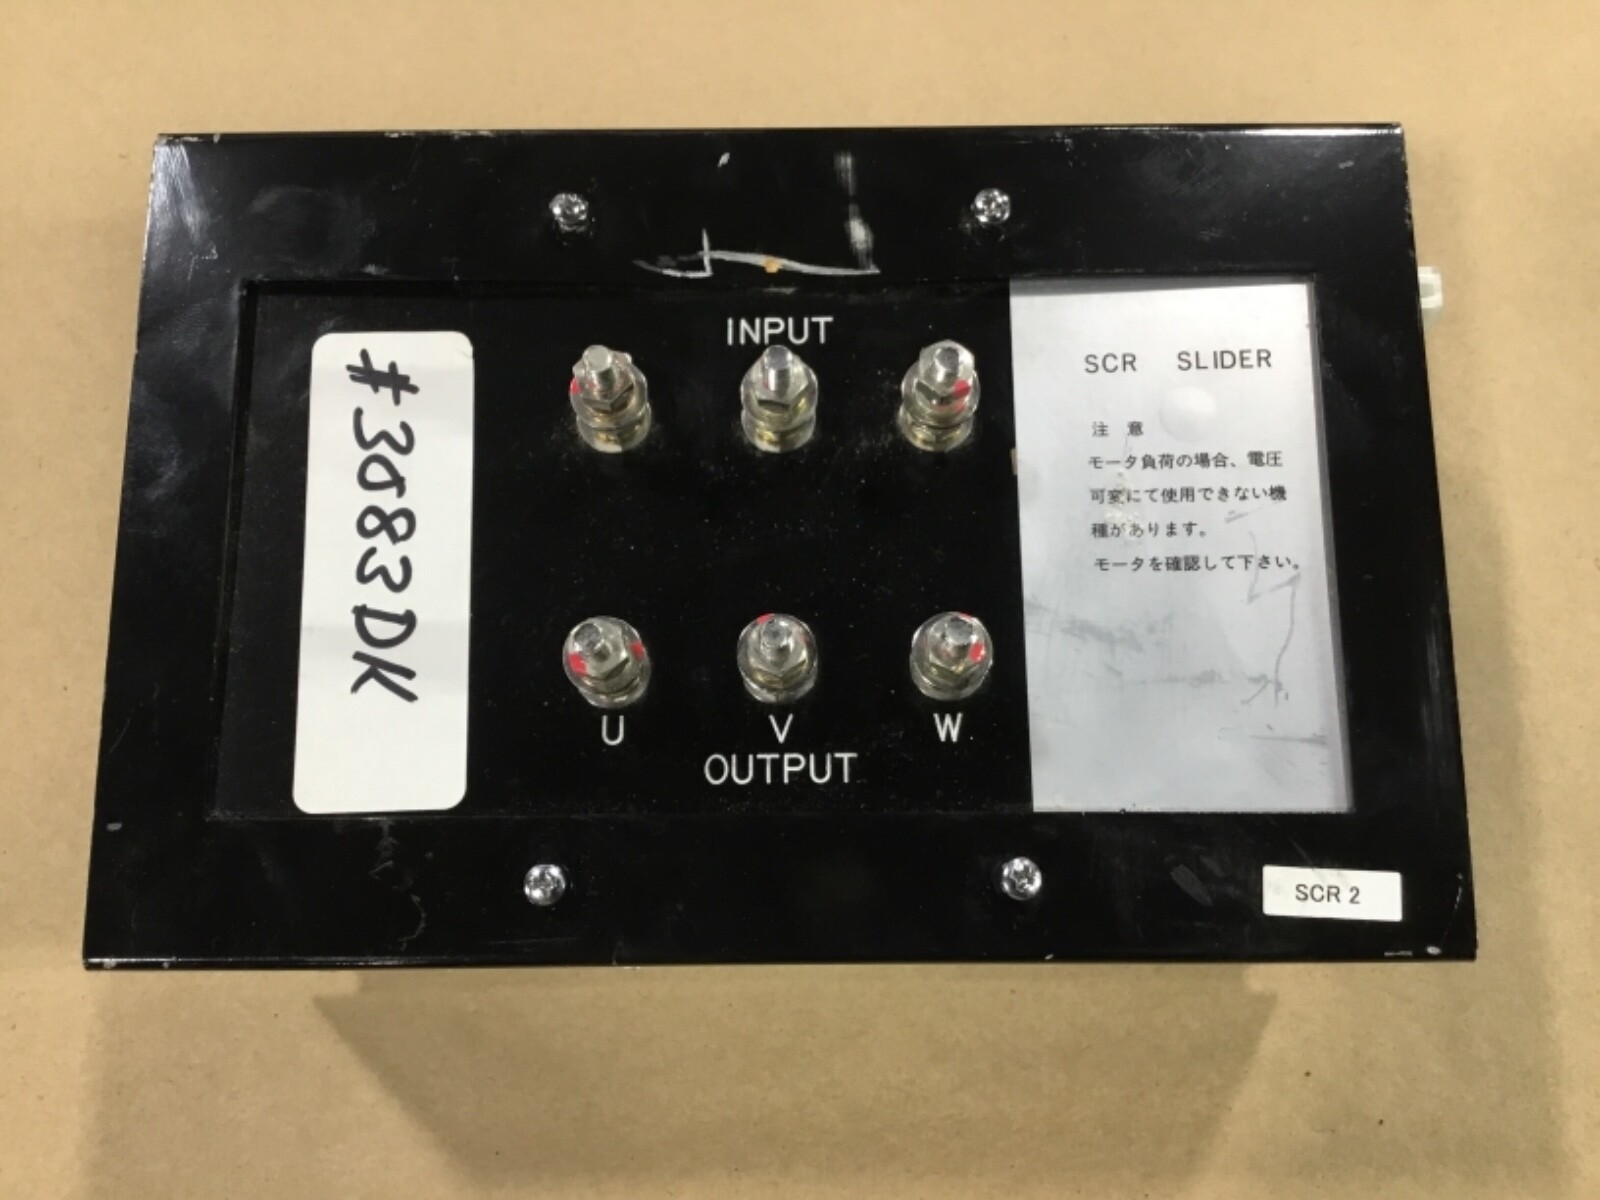 #3083DK
INPUT
U V W
OUTPUT
SCR SLIDER
注 意
モータ負荷の場合、電圧
可変にて使用できない機
種があります。
モータを確認して下さい。
SCR 2